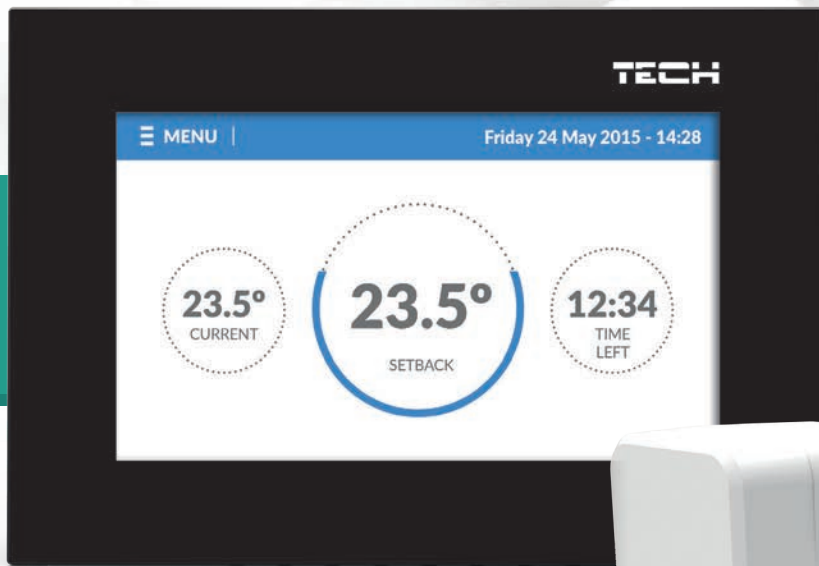 TECH
MENU
Friday 24 May 2015 - 14:28
23.5º
CURRENT
23.5º
SETBACK
12:34
TIME
LEFT